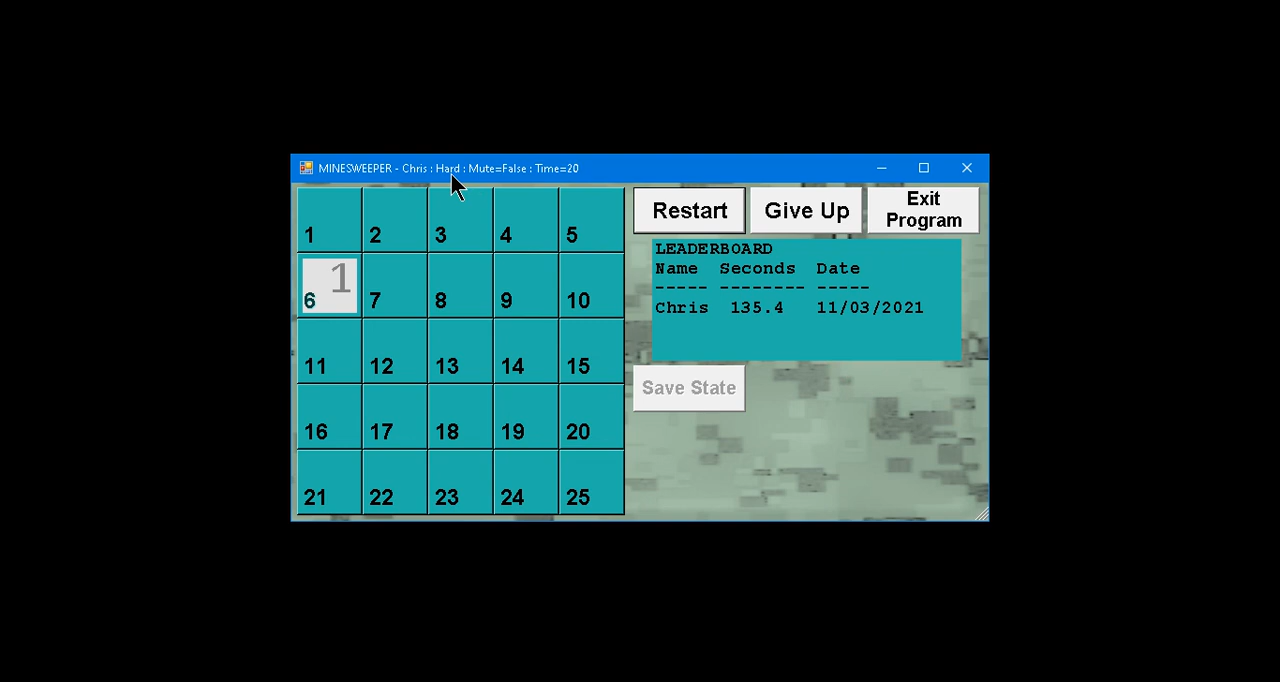 MINESWEEPER - Chris : Hard : Mute=False : Time=20
1 2 3 4 5
1
6 7 8 9 10
11 12 13 14 15
16 17 18 19 20
21 22 23 24 25
Restart Give Up Exit Program
LEADERBOARD
Name Seconds Date
----- -------- -----
Chris 135.4 11/03/2021
Save State